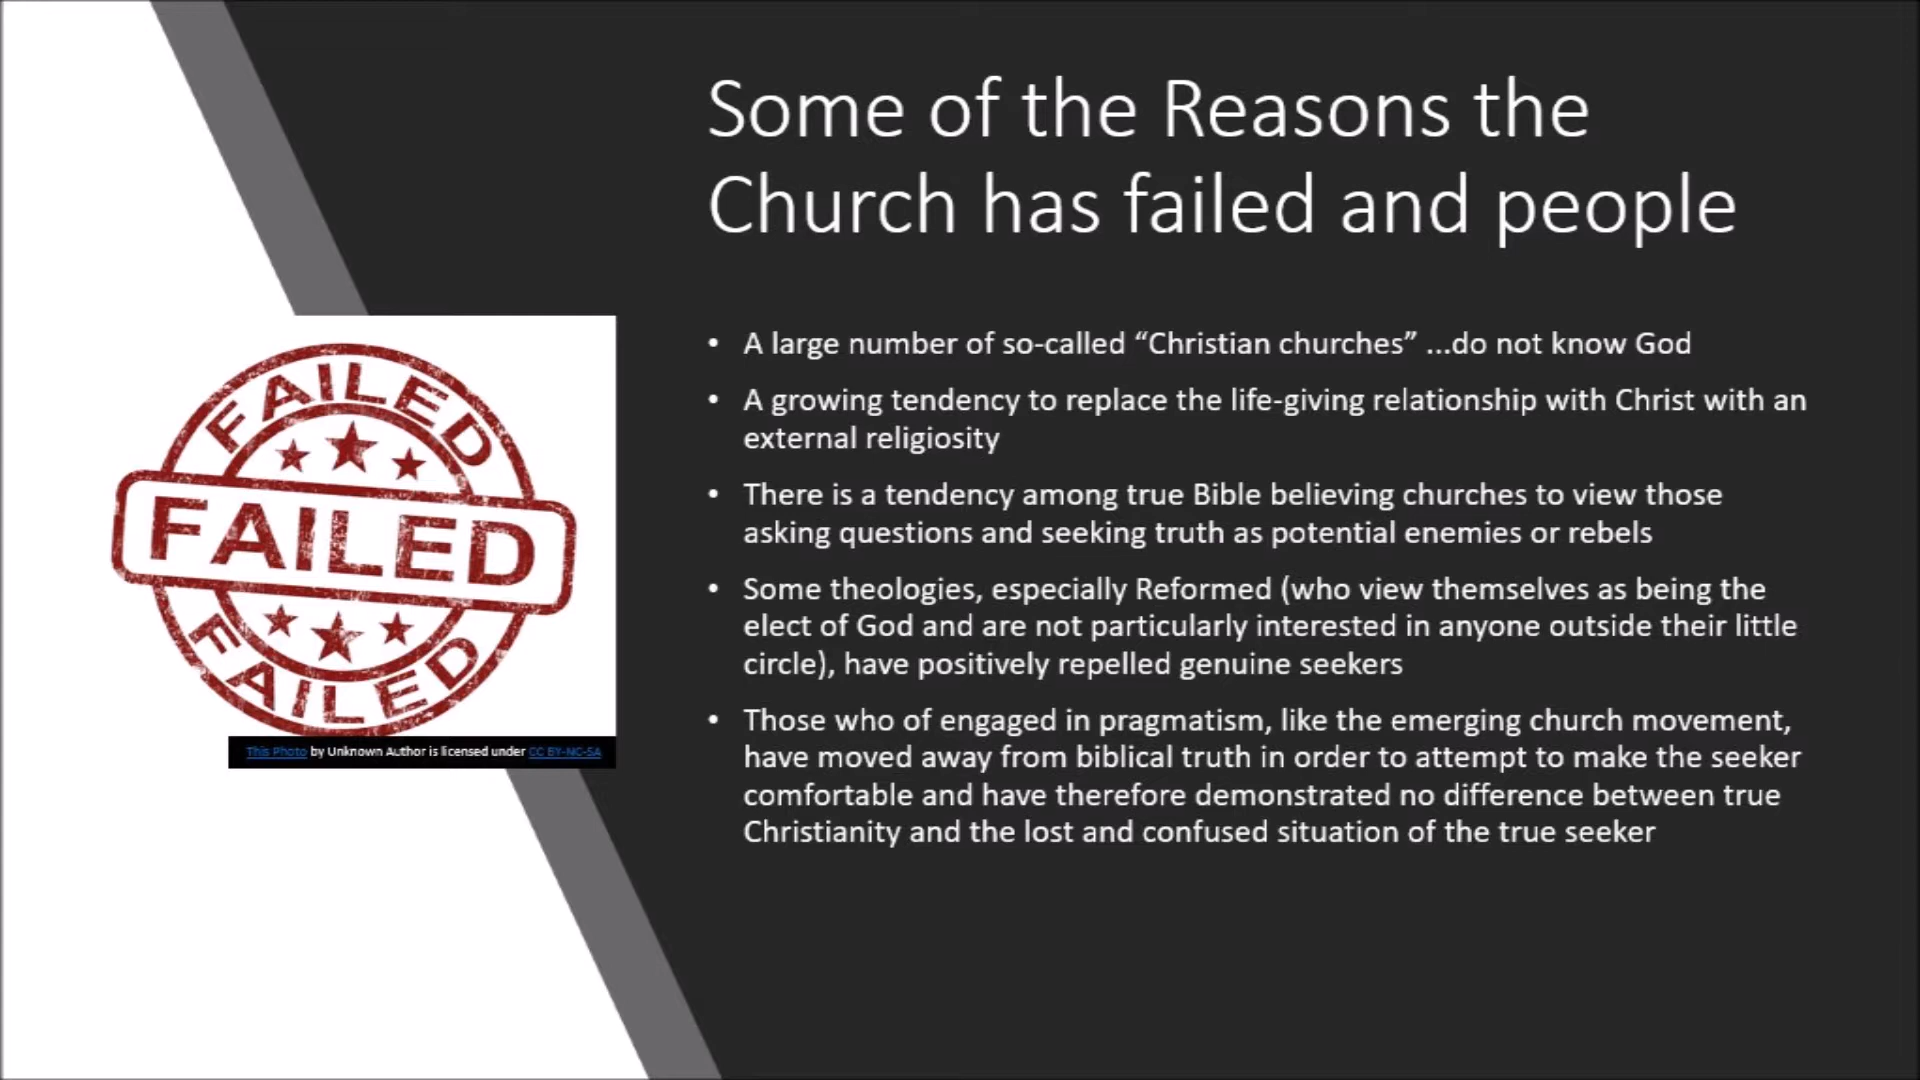 Some of the Reasons the
Church has failed and people
• A large number of so-called “Christian churches” ...do not know God
• A growing tendency to replace the life-giving relationship with Christ with an
external religiosity
• There is a tendency among true Bible believing churches to view those
asking questions and seeking truth as potential enemies or rebels
• Some theologies, especially Reformed (who view themselves as being the
elect of God and are not particularly interested in anyone outside their little
circle), have positively repelled genuine seekers
• Those who of engaged in pragmatism, like the emerging church movement,
have moved away from biblical truth in order to attempt to make the seeker
comfortable and have therefore demonstrated no difference between true
Christianity and the lost and confused situation of the true seeker
FAILED
FAILED
FAILED
This Photo by Unknown Author is licensed under CC BY-NC-SA